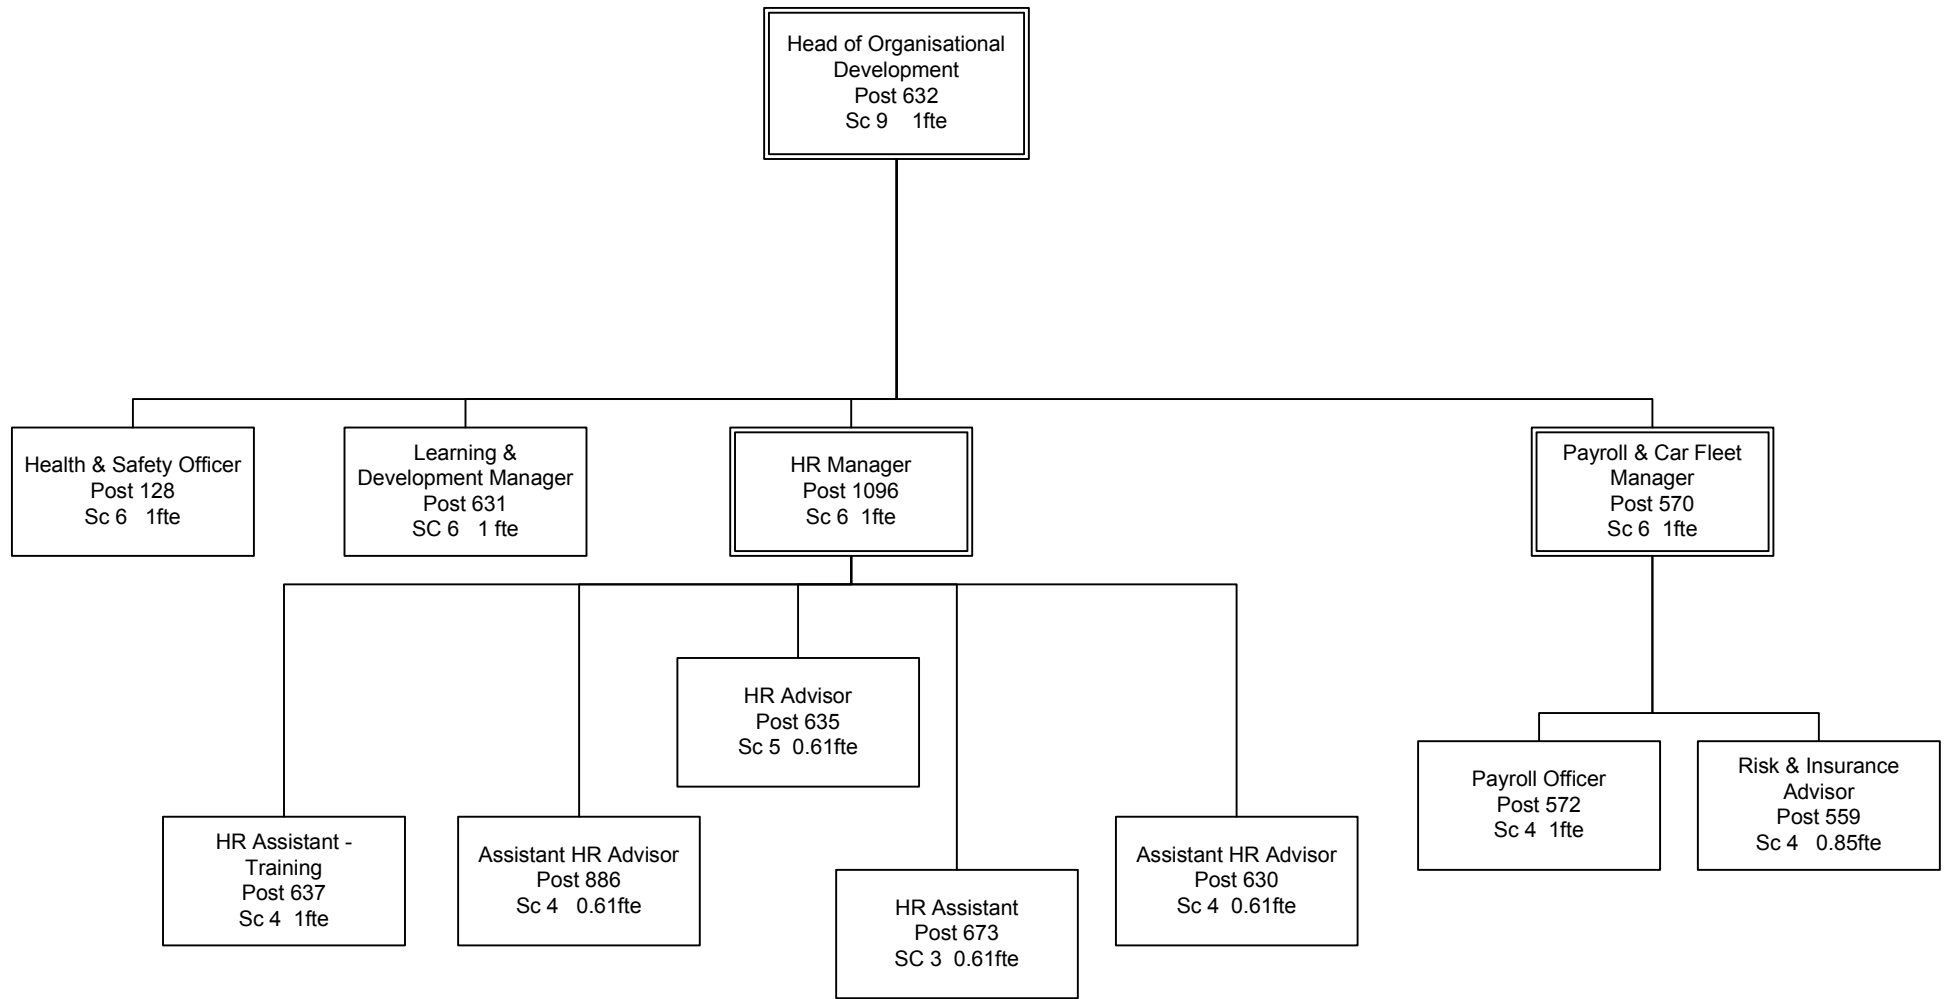 Head of Organisational
Development
Post 632
Sc 9    1fte
Health & Safety Officer
Post 128
Sc 6   1fte
Learning &
Development Manager
Post 631
SC 6   1 fte
HR Manager
Post 1096
Sc 6  1fte
Payroll & Car Fleet
Manager
Post 570
Sc 6  1fte
HR Advisor
Post 635
Sc 5  0.61fte
Payroll Officer
Post 572
Sc 4  1fte
Risk & Insurance
Advisor
Post 559
Sc 4   0.85fte
HR Assistant -
Training
Post 637
Sc 4  1fte
Assistant HR Advisor
Post 886
Sc 4   0.61fte
HR Assistant
Post 673
SC 3  0.61fte
Assistant HR Advisor
Post 630
Sc 4  0.61fte